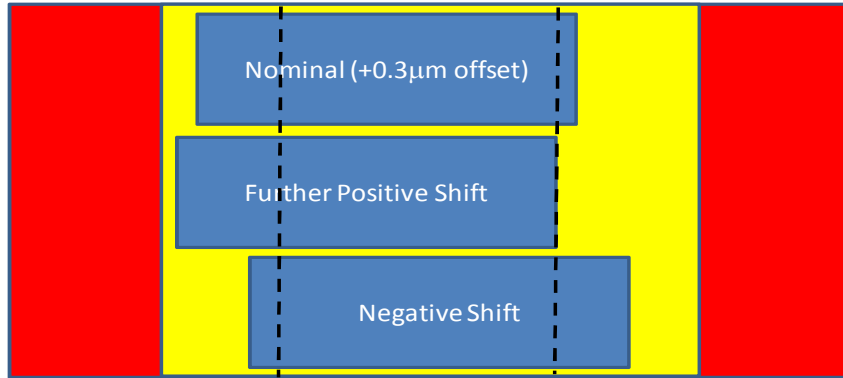 Nominal (+0.3μm offset)
Further Positive Shift
Negative Shift